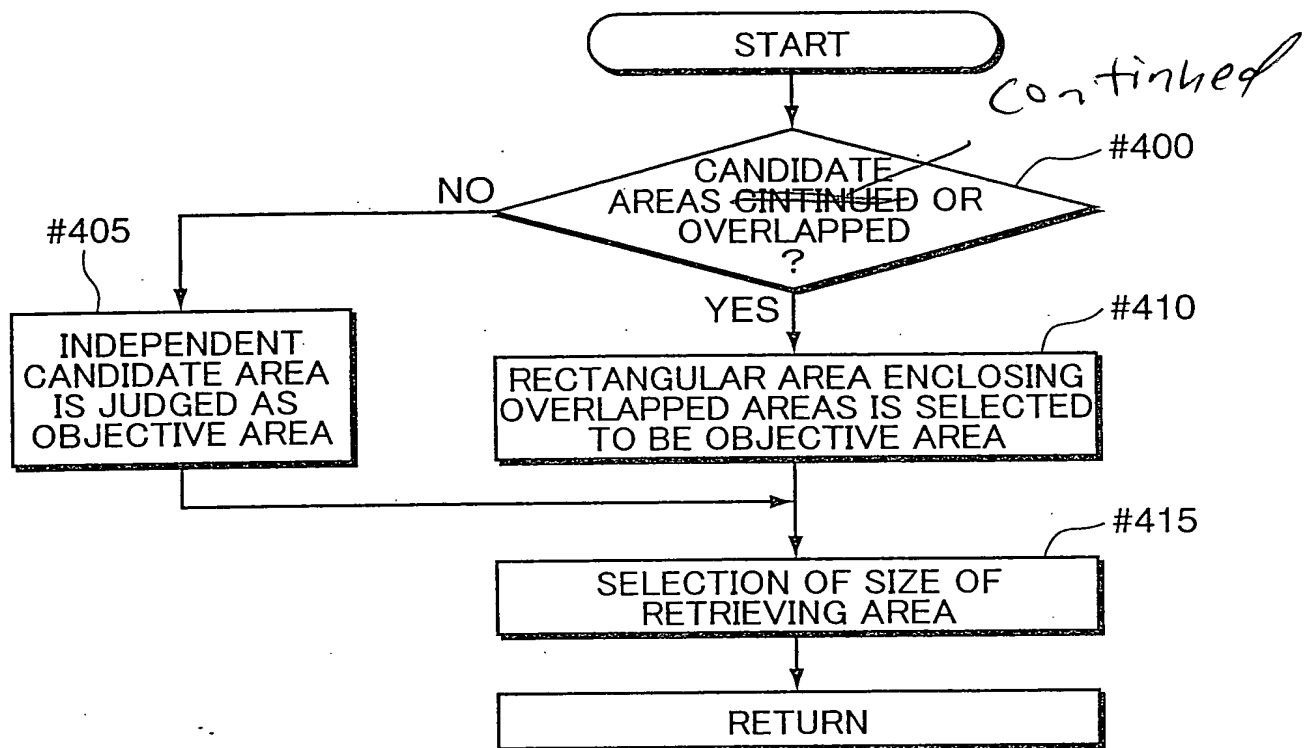 START
continued
#400
CANDIDATE
AREAS CINTINUED OR
OVERLAPPED
?
NO
YES
#405
INDEPENDENT
CANDIDATE AREA
IS JUDGED AS
OBJECTIVE AREA
#410
RECTANGULAR AREA ENCLOSING
OVERLAPPED AREAS IS SELECTED
TO BE OBJECTIVE AREA
#415
SELECTION OF SIZE OF
RETRIEVING AREA
RETURN